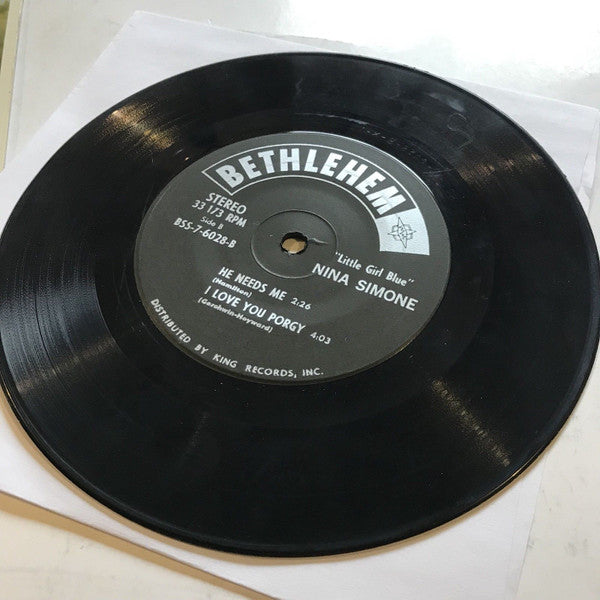 BETHLEHEM
STEREO
33 1/3 RPM
Side B
BSS-7-6028-B
"Little Girl Blue"
NINA SIMONE
HE NEEDS ME 2:26
(Hamilton)
I LOVE YOU PORGY 4:03
(Gershwin-Hayward)
DISTRIBUTED BY KING RECORDS, INC.